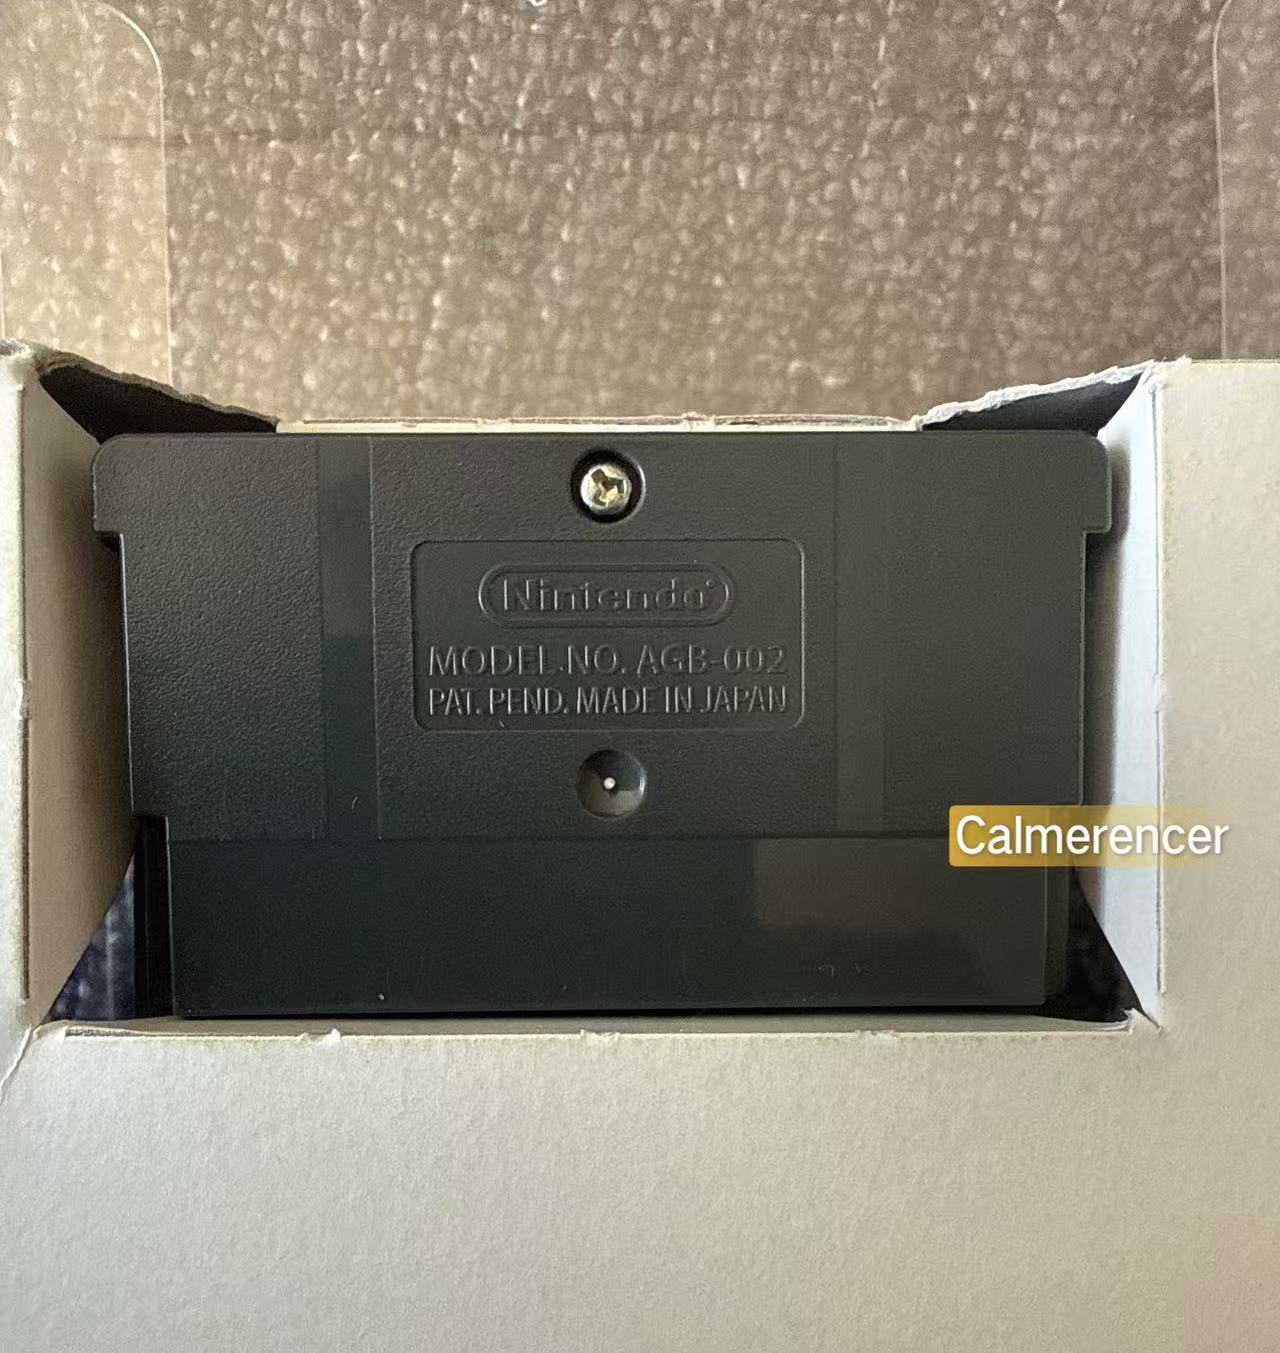 Nintendo
MODEL NO. AGB-002
PAT. PEND. MADE IN JAPAN
Calmerencer